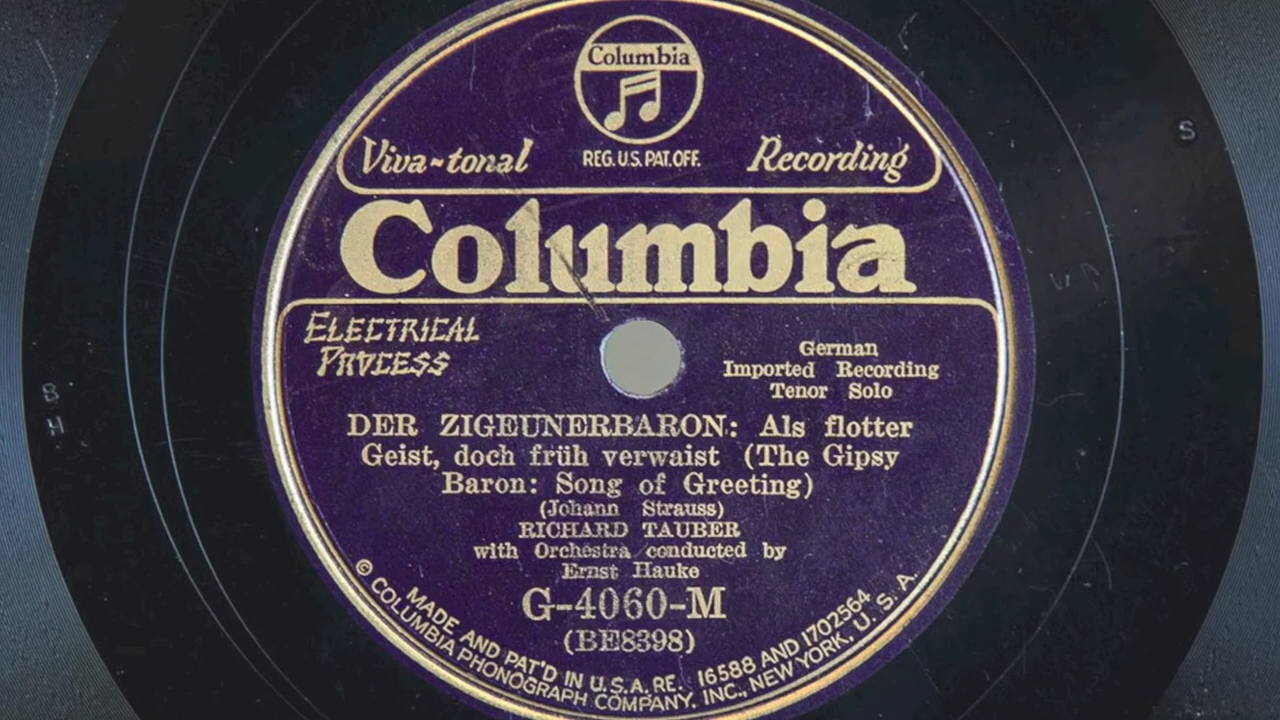 Columbia
Viva-tonal REG. U.S. PAT. OFF. Recording
Columbia
ELECTRICAL
PROCESS
German
Imported Recording
Tenor Solo
DER ZIGEUNERBARON: Als flotter
Geist, doch früh verwaist (The Gipsy
Baron: Song of Greeting)
(Johann Strauss)
RICHARD TAUBER
with Orchestra conducted by
Ernst Hauke
G-4060-M
(BE8398)
MADE AND PAT'D IN U.S.A. RE. 16588 AND 1702564
© COLUMBIA PHONOGRAPH COMPANY, INC., NEW YORK, U. S. A.
S